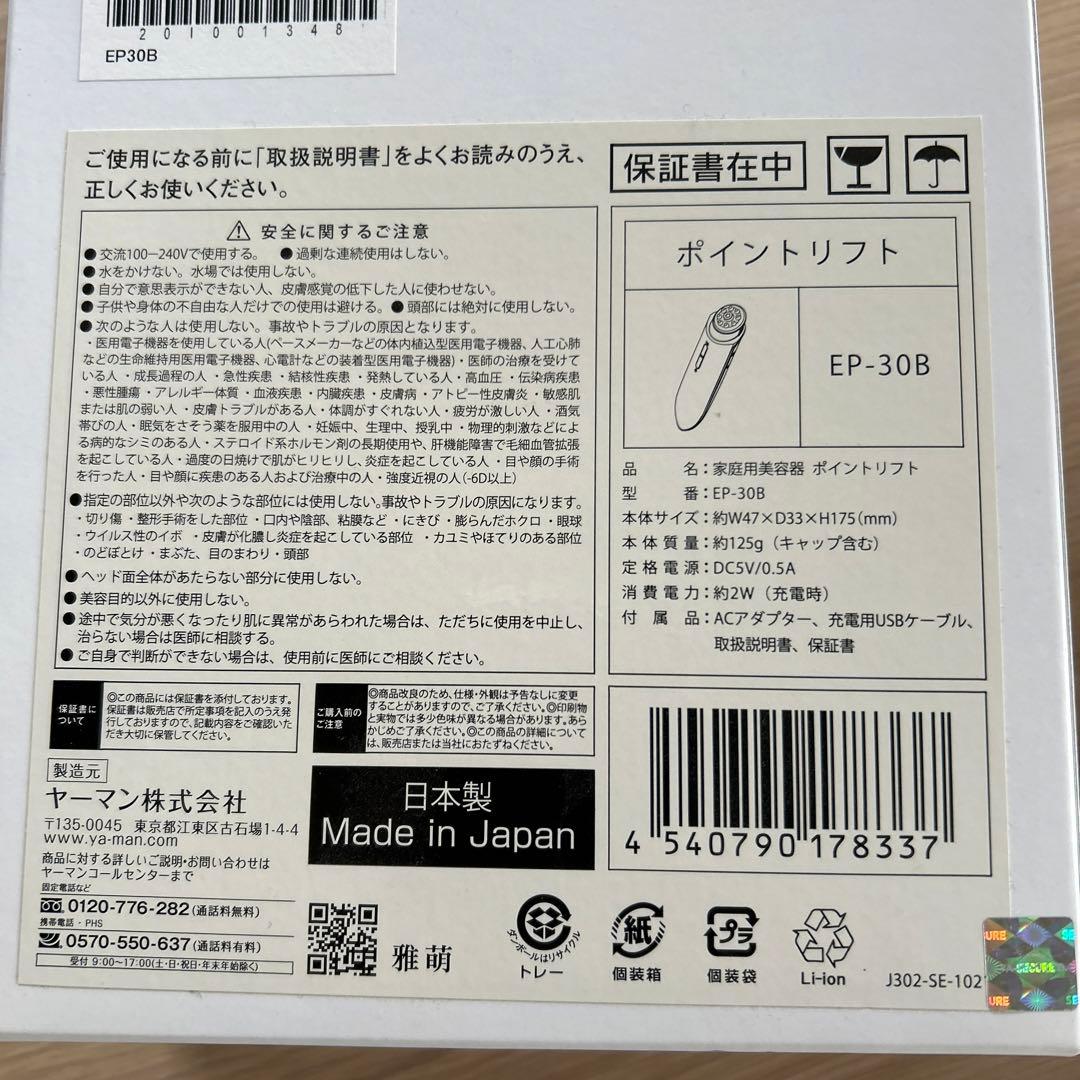 2010013481
EP30B
ご使用になる前に「取扱説明書」をよくお読みのうえ、
正しくお使いください。
保証書在中
⚠ 安全に関するご注意
●交流100−240Vで使用する。 ●過剰な連続使用はしない。
●水をかけない。水場では使用しない。
●自分で意思表示ができない人、皮膚感覚の低下した人に使わせない。
●子供や身体の不自由な人だけでの使用は避ける。●頭部には絶対に使用しない。
●次のような人は使用しない。事故やトラブルの原因となります。
・医用電子機器を使用している人(ペースメーカーなどの体内植込型医用電子機器、人工心肺
などの生命維持用医用電子機器、心電計などの装着型医用電子機器)・医師の治療を受けて
いる人・成長過程の人・急性疾患・結核性疾患・発熱している人・高血圧・伝染病疾患
・悪性腫瘍・アレルギー体質・血液疾患・内臓疾患・皮膚病・アトピー性皮膚炎・敏感肌
または肌の弱い人・皮膚トラブルがある人・体調がすぐれない人・疲労が激しい人・酒気
帯びの人・眠気をさそう薬を服用中の人・妊娠中、生理中、授乳中・物理的刺激などによ
る病的なシミのある人・ステロイド系ホルモン剤の長期使用や、肝機能障害で毛細血管拡張
を起こしている人・過度の日焼けで肌がヒリヒリし、炎症を起こしている人・目や顔の手術
を行った人・目や顔に疾患のある人および治療中の人・強度近視の人(-6D以上)
●指定の部位以外や次のような部位には使用しない。事故やトラブルの原因になります。
・切り傷・整形手術をした部位・口内や陰部、粘膜など・にきび・膨らんだホクロ・眼球
・ウイルス性のイボ ・皮膚が化膿し炎症を起こしている部位 ・カユミやほてりのある部位
・のどぼとけ・まぶた、目のまわり・頭部
●ヘッド面全体があたらない部分に使用しない。
●美容目的以外に使用しない。
●途中で気分が悪くなったり肌に異常があらわれた場合は、ただちに使用を中止し、
治らない場合は医師に相談する。
●ご自身で判断ができない場合は、使用前に医師にご相談ください。
ポイントリフト
EP-30B
品 名：家庭用美容器 ポイントリフト
型 番：EP-30B
本体サイズ：約W47×D33×H175(mm)
本体質量：約125g（キャップ含む）
定格電源：DC5V/0.5A
消費電力：約2W（充電時）
付属品：ACアダプター、充電用USBケーブル、
取扱説明書、保証書
保証書に
ついて
◎この商品には保証書を添付しております。
保証書は販売店で所定事項を記入のうえ発
行しておりますので、記載内容をご確認いた
だき大切に保管してください。
ご購入前の
ご注意
◎商品改良のため、仕様・外観は予告なしに変更
することがありますので、ご了承ください。◎印刷物
と実物では多少色味が異なる場合があります。あら
かじめご了承ください。◎この商品の詳細について
は、販売店または当社におたずねください。
製造元
ヤーマン株式会社
〒135-0045 東京都江東区古石場1-4-4
www.ya-man.com
商品に対する詳しいご説明・お問い合わせは
ヤーマンコールセンターまで
固定電話など
0120-776-282(通話料無料)
携帯電話・PHS
0570-550-637(通話料有料)
受付 9:00〜17:00(土・日・祝日・年末年始除く)
日本製
Made in Japan
4 540790 178337
雅萌
ダンボールはリサイクル
トレー
紙
個装箱
プラ
個装袋
Li-ion
J302-SE-102
URE
SE
A-SECURE
URE
SE